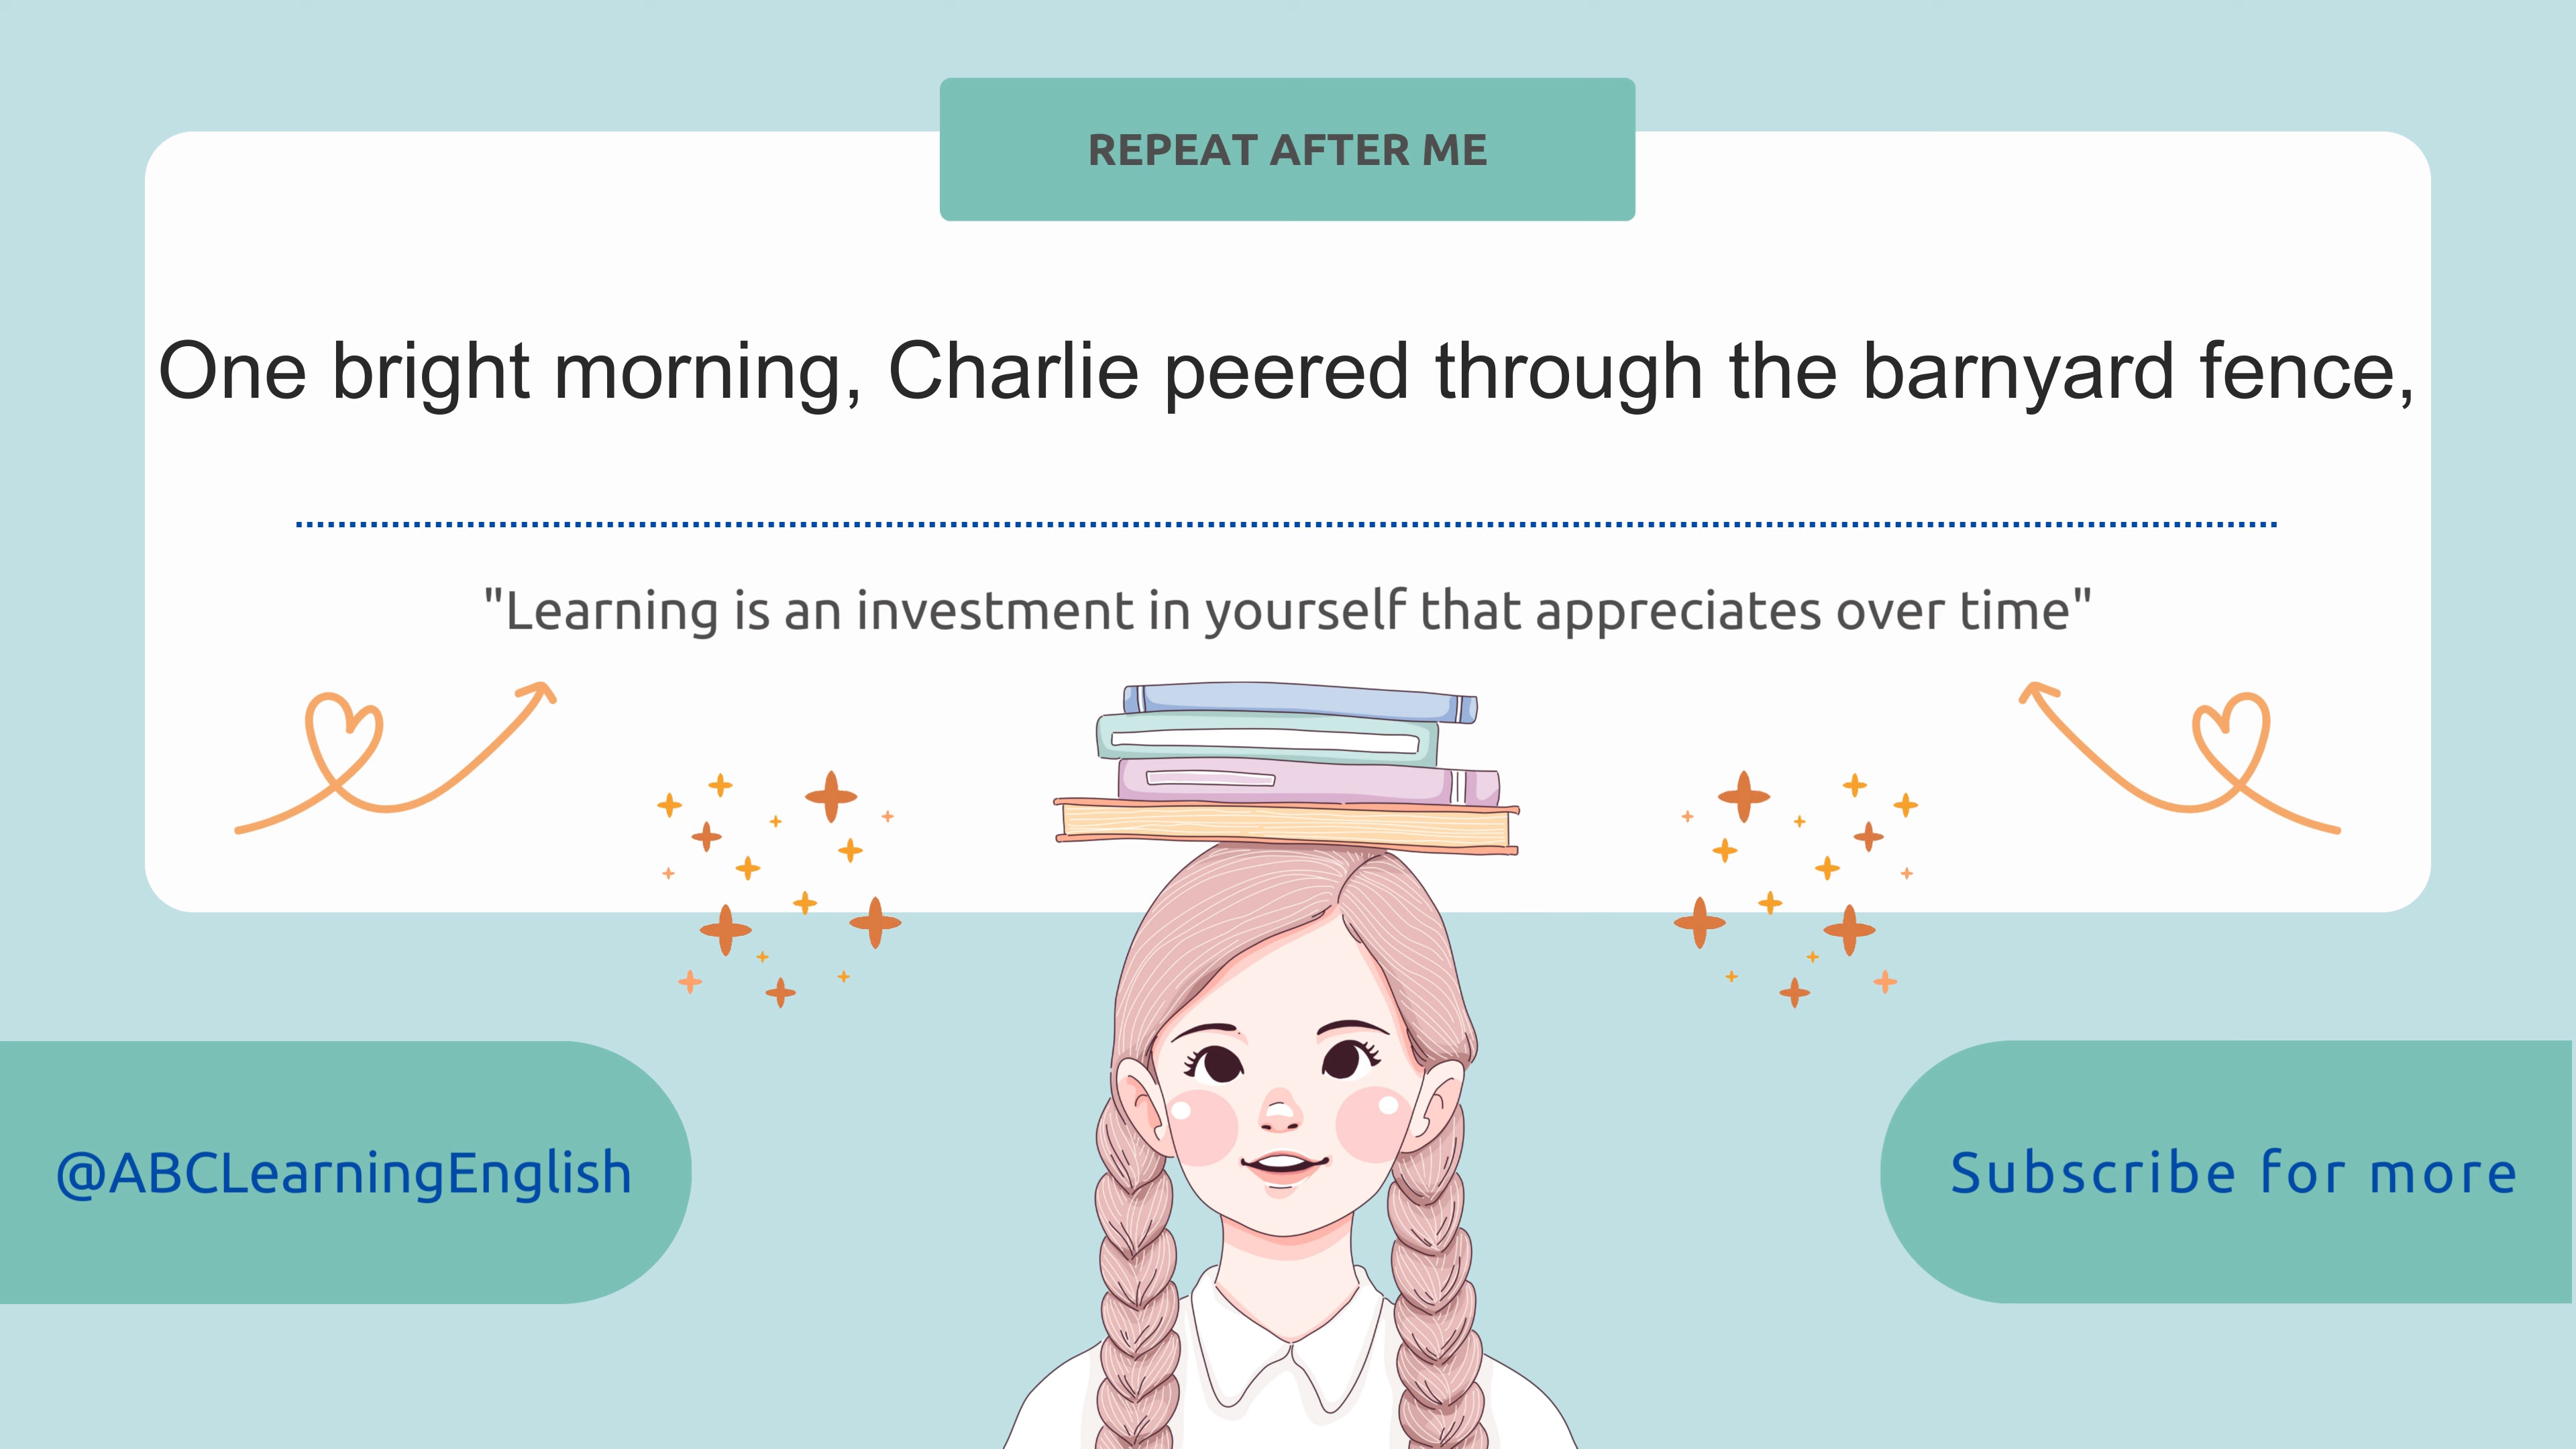 REPEAT AFTER ME
One bright morning, Charlie peered through the barnyard fence,
"Learning is an investment in yourself that appreciates over time"
@ABCLearningEnglish
Subscribe for more